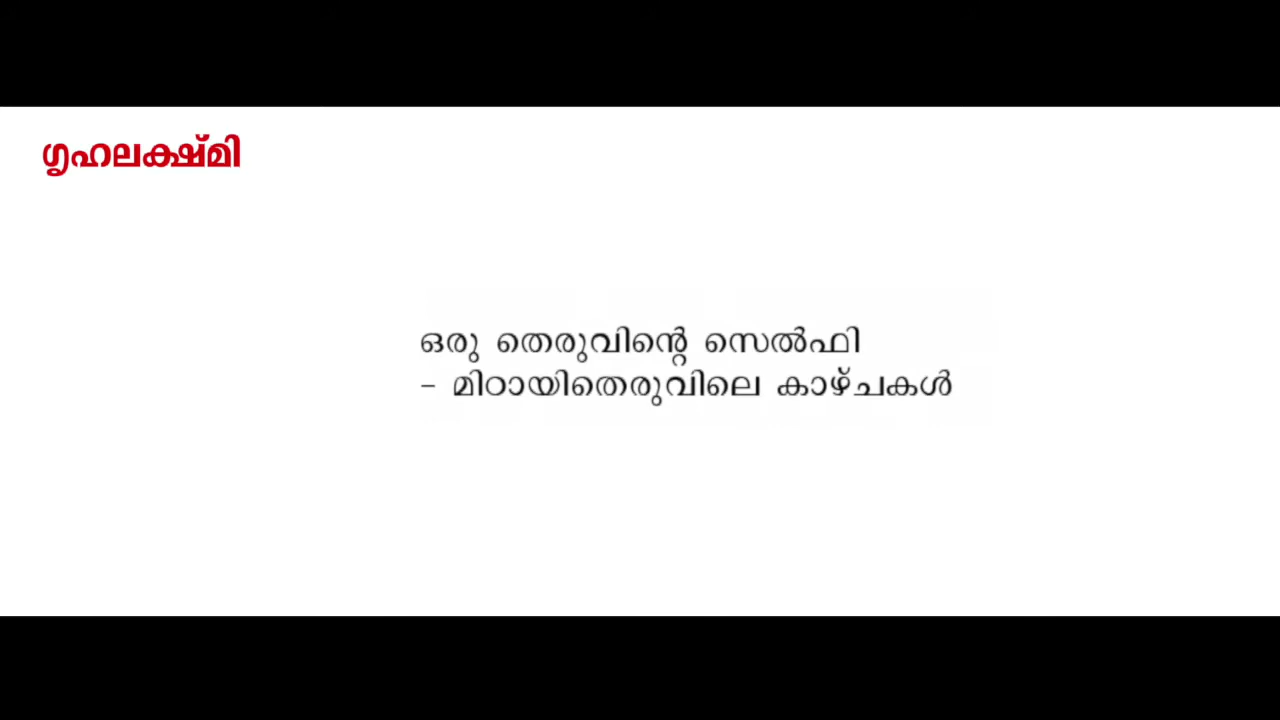 ഗൃഹലക്ഷ്മി
ഒരു തെരുവിന്റെ സെൽഫി
- മിഠായിതെരുവിലെ കാഴ്ചകൾ